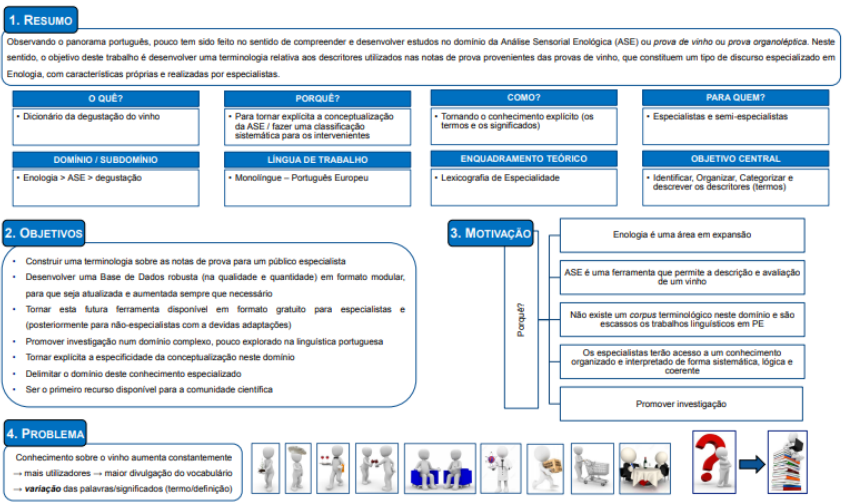 1. RESUMO
Observando o panorama português, pouco tem sido feito no sentido de compreender e desenvolver estudos no domínio da Análise Sensorial Enológica (ASE) ou prova de vinho ou prova organoléptica. Neste
sentido, o objetivo deste trabalho é desenvolver uma terminologia relativa aos descritores utilizados nas notas de prova provenientes das provas de vinho, que constituem um tipo de discurso especializado em
Enologia, com características próprias e realizadas por especialistas.
O QUÊ?
• Dicionário da degustação do vinho
PORQUÊ?
• Para tornar explícita a conceptualização
da ASE / fazer uma classificação
sistemática para os intervenientes
COMO?
• Tornando o conhecimento explícito (os
termos e os significados)
PARA QUEM?
• Especialistas e semi-especialistas
DOMÍNIO / SUBDOMÍNIO
• Enologia > ASE > degustação
LÍNGUA DE TRABALHO
• Monolíngue – Português Europeu
ENQUADRAMENTO TEÓRICO
• Lexicografia de Especialidade
OBJETIVO CENTRAL
• Identificar, Organizar, Categorizar e
descrever os descritores (termos)
2. OBJETIVOS
• Construir uma terminologia sobre as notas de prova para um público especialista
• Desenvolver uma Base de Dados robusta (na qualidade e quantidade) em formato modular,
para que seja atualizada e aumentada sempre que necessário
• Tornar esta futura ferramenta disponível em formato gratuito para especialistas e
(posteriormente para não-especialistas com a devidas adaptações)
• Promover investigação num domínio complexo, pouco explorado na linguística portuguesa
• Tornar explícita a especificidade da conceptualização neste domínio
• Delimitar o domínio deste conhecimento especializado
• Ser o primeiro recurso disponível para a comunidade científica
3. MOTIVAÇÃO
Porquê?
Enologia é uma área em expansão
ASE é uma ferramenta que permite a descrição e avaliação
de um vinho
Não existe um corpus terminológico neste domínio e são
escassos os trabalhos linguísticos em PE
Os especialistas terão acesso a um conhecimento
organizado e interpretado de forma sistemática, lógica e
coerente
Promover investigação
4. PROBLEMA
Conhecimento sobre o vinho aumenta constantemente
→ mais utilizadores → maior divulgação do vocabulário
→ variação das palavras/significados (termo/definição)